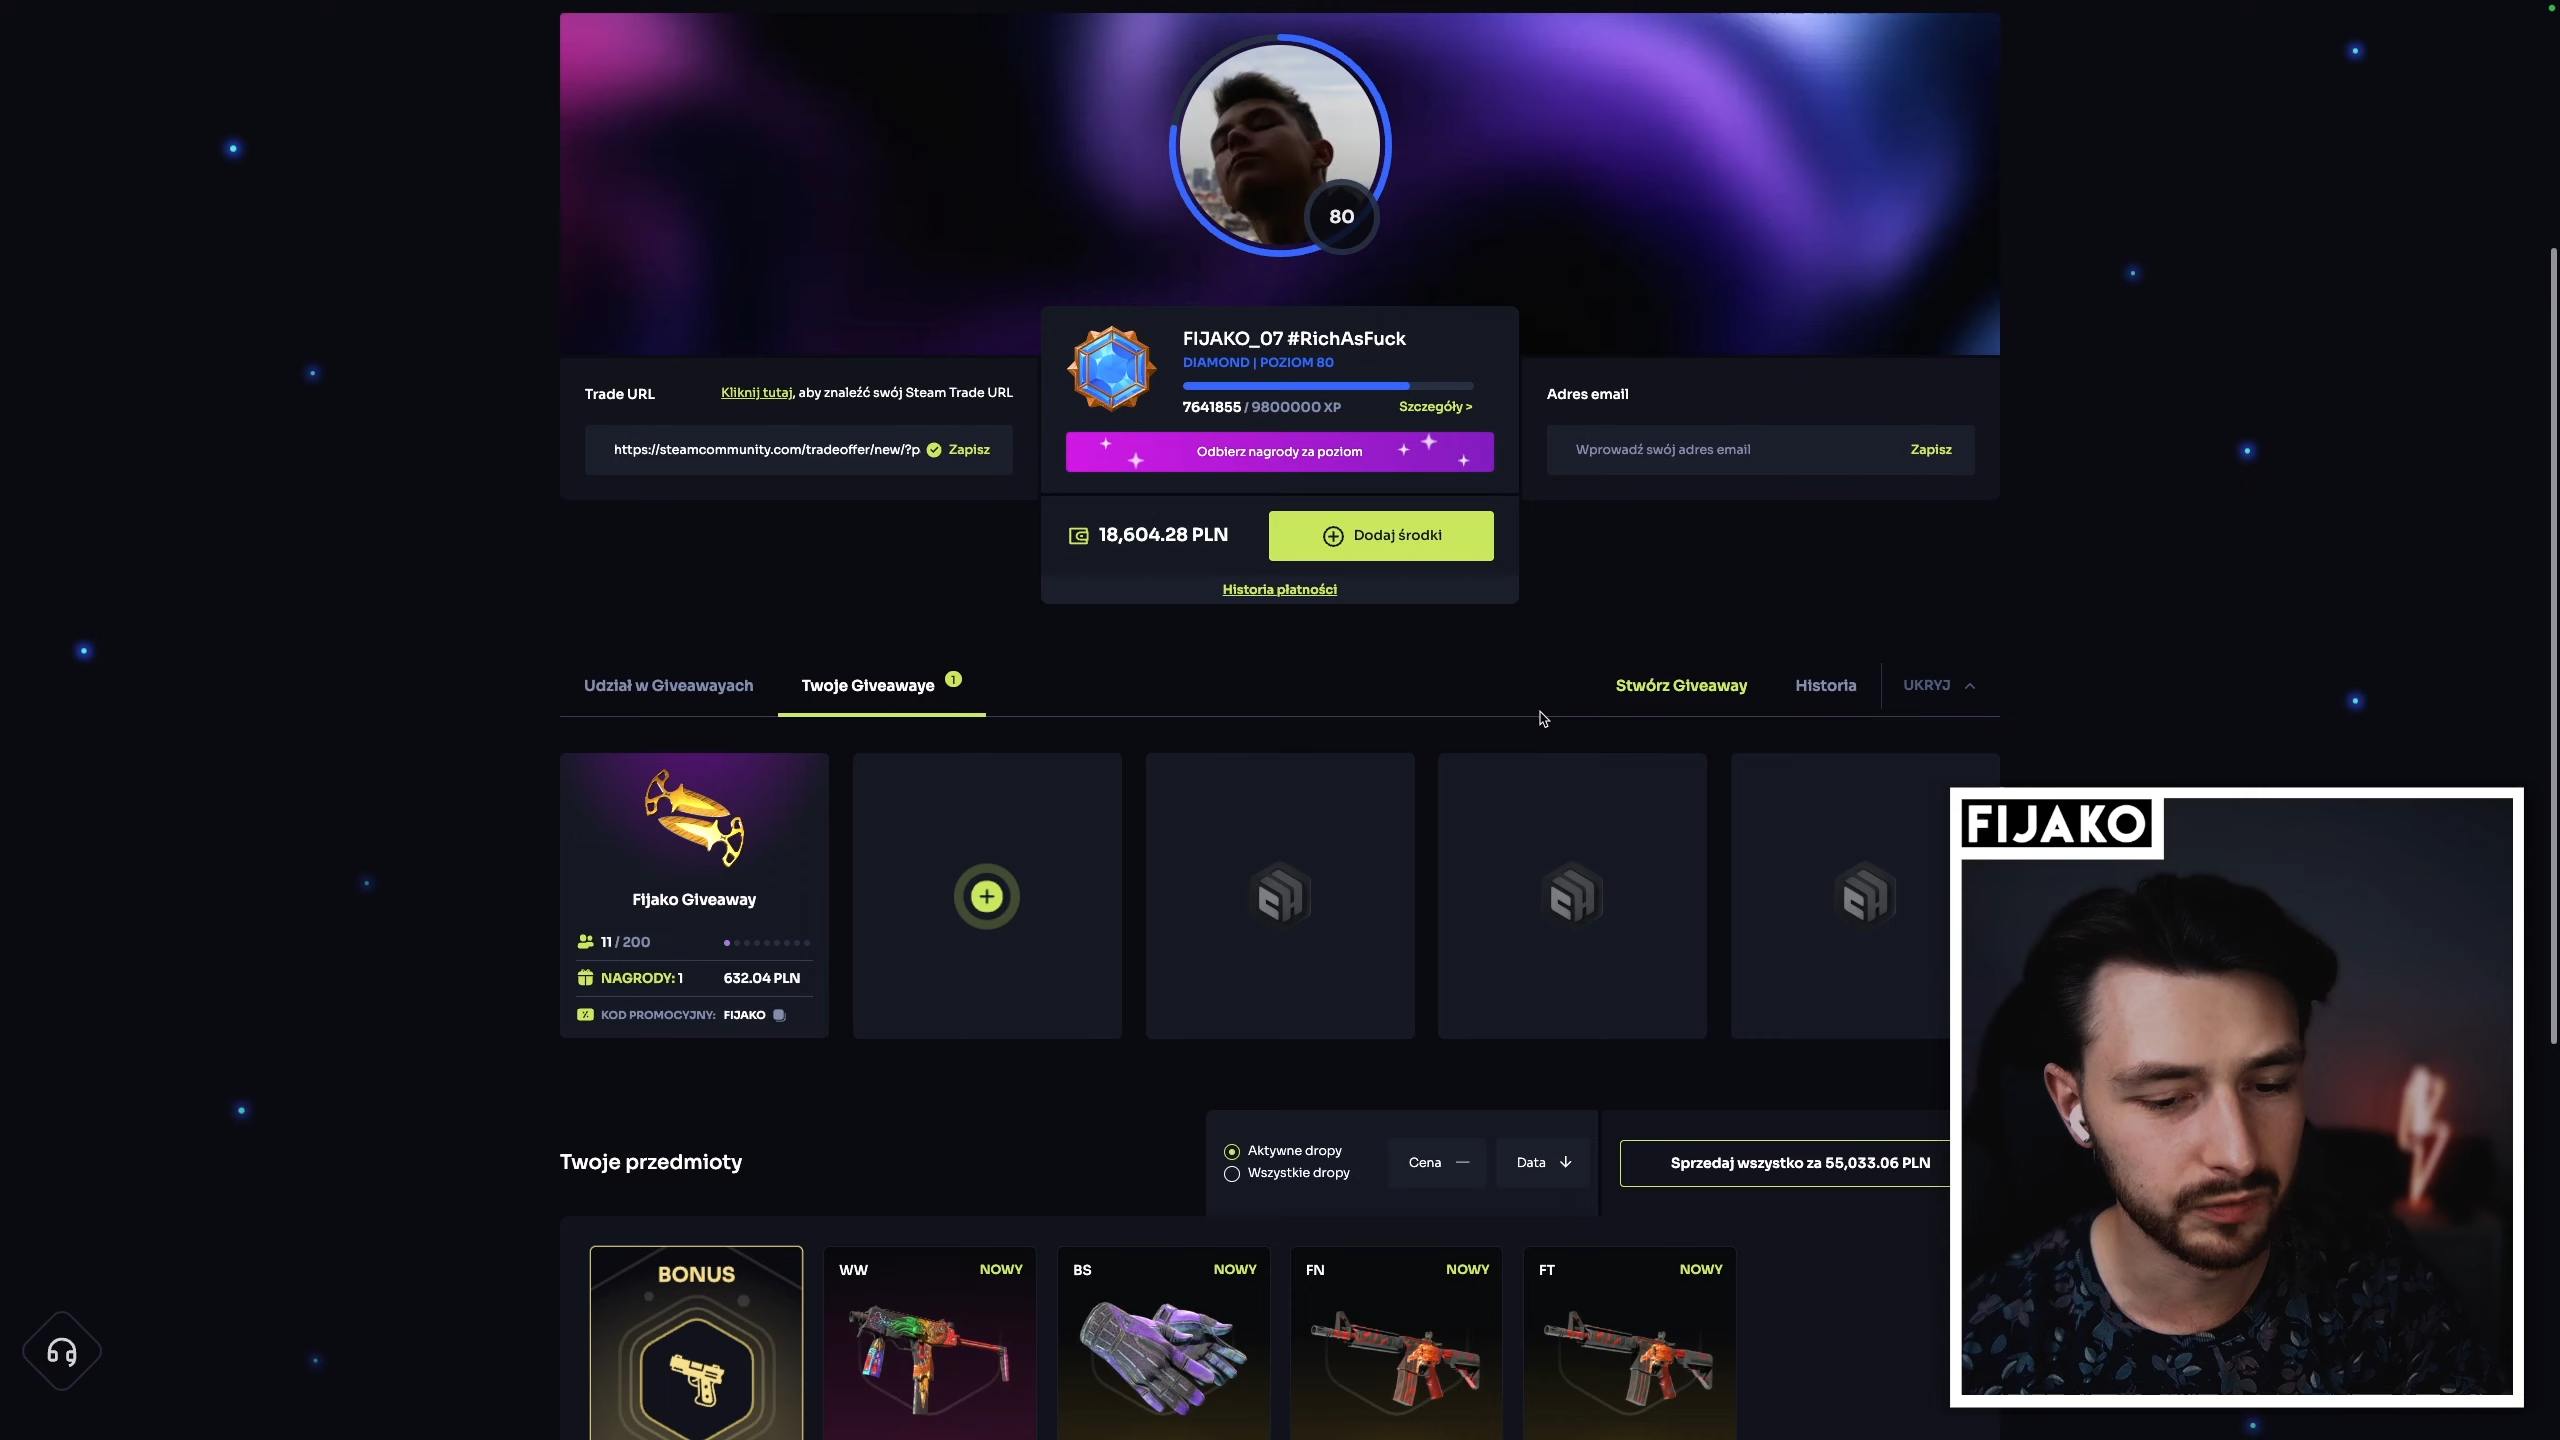 80
FIJAKO_07 #RichAsFuck
DIAMOND | POZIOM 80
7641855 / 9800000 XP
Szczegóły >
Odbierz nagrody za poziom
Trade URL
Kliknij tutaj, aby znaleźć swój Steam Trade URL
https://steamcommunity.com/tradeoffer/new/?p
Zapisz
Adres email
Wprowadź swój adres email
Zapisz
18,604.28 PLN
Dodaj środki
Historia płatności
Udział w Giveawayach
Twoje Giveawaye
1
Stwórz Giveaway
Historia
UKRYJ
Fijako Giveaway
11 / 200
NAGRODY: 1
632.04 PLN
KOD PROMOCYJNY: FIJAKO
FIJAKO
Twoje przedmioty
Aktywne dropy
Wszystkie dropy
Cena
Data
Sprzedaj wszystko za 55,033.06 PLN
BONUS
WW
NOWY
BS
NOWY
FN
NOWY
FT
NOWY